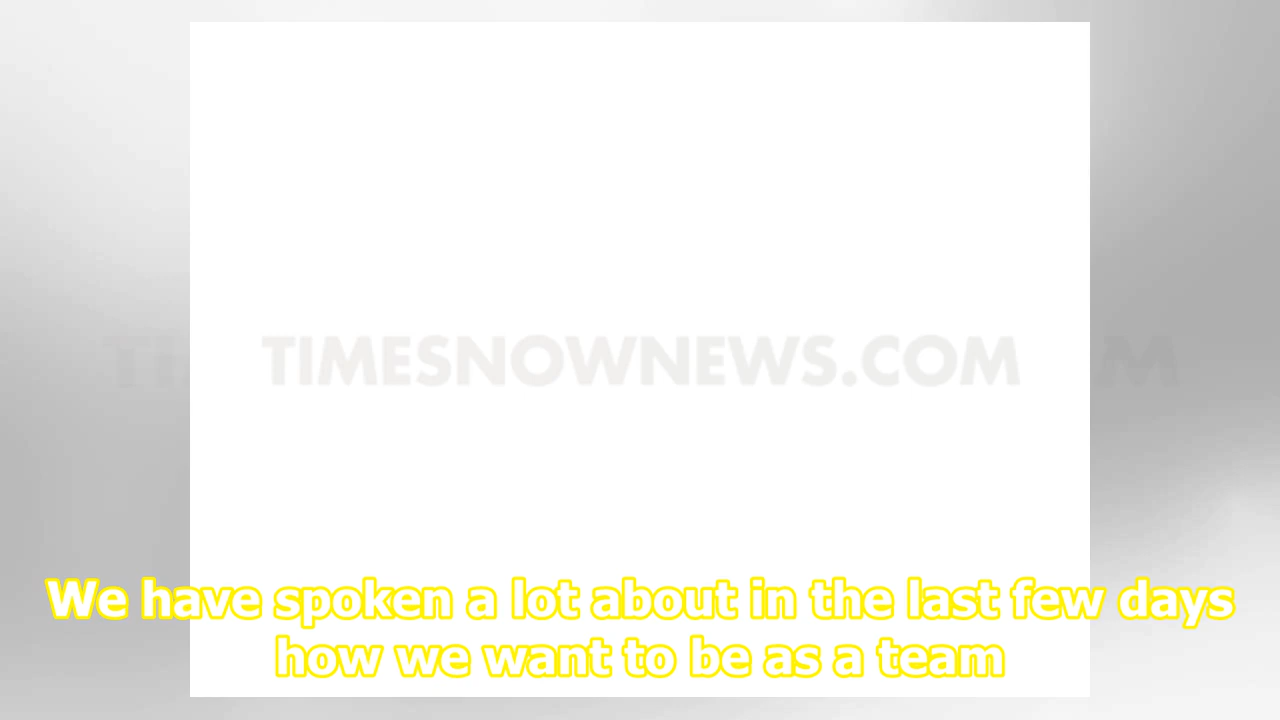 TIMESNOWNEWS.COM
We have spoken a lot about in the last few days
how we want to be as a team